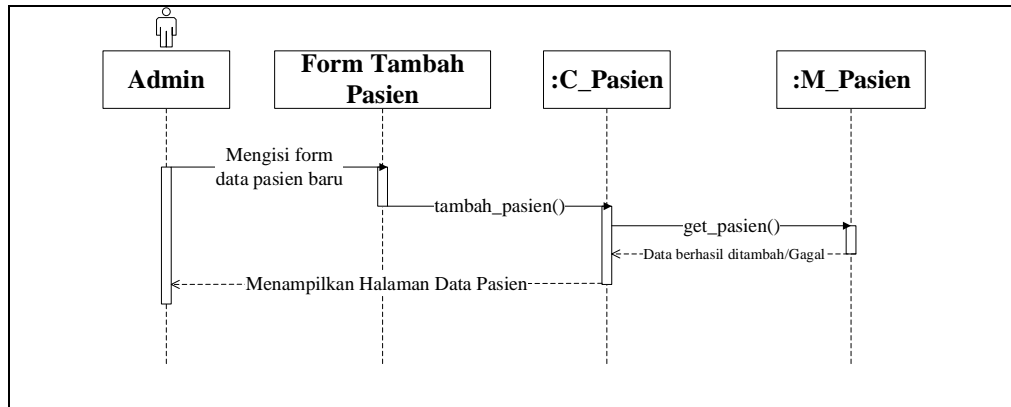 Admin
Form Tambah
Pasien
:C_Pasien
:M_Pasien
Mengisi form
data pasien baru
tambah_pasien()
get_pasien()
Data berhasil ditambah/Gagal
Menampilkan Halaman Data Pasien